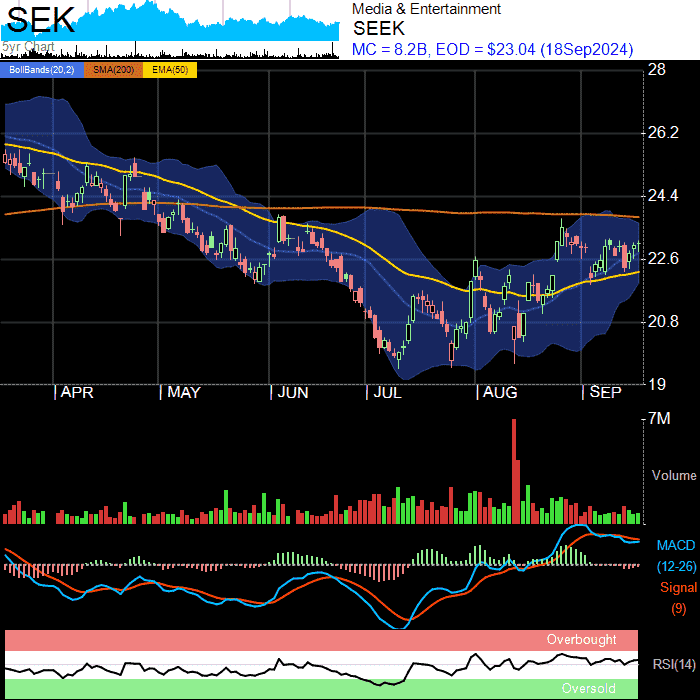 SEK
5yr Chart
Media & Entertainment
SEEK
MC = 8.2B, EOD = $23.04 (18Sep2024)
BollBands(20,2) SMA(200) EMA(50)
28
26.2
24.4
22.6
20.8
19
APR MAY JUN JUL AUG SEP
7M
Volume
MACD
(12-26)
Signal
(9)
Overbought
RSI(14)
Oversold